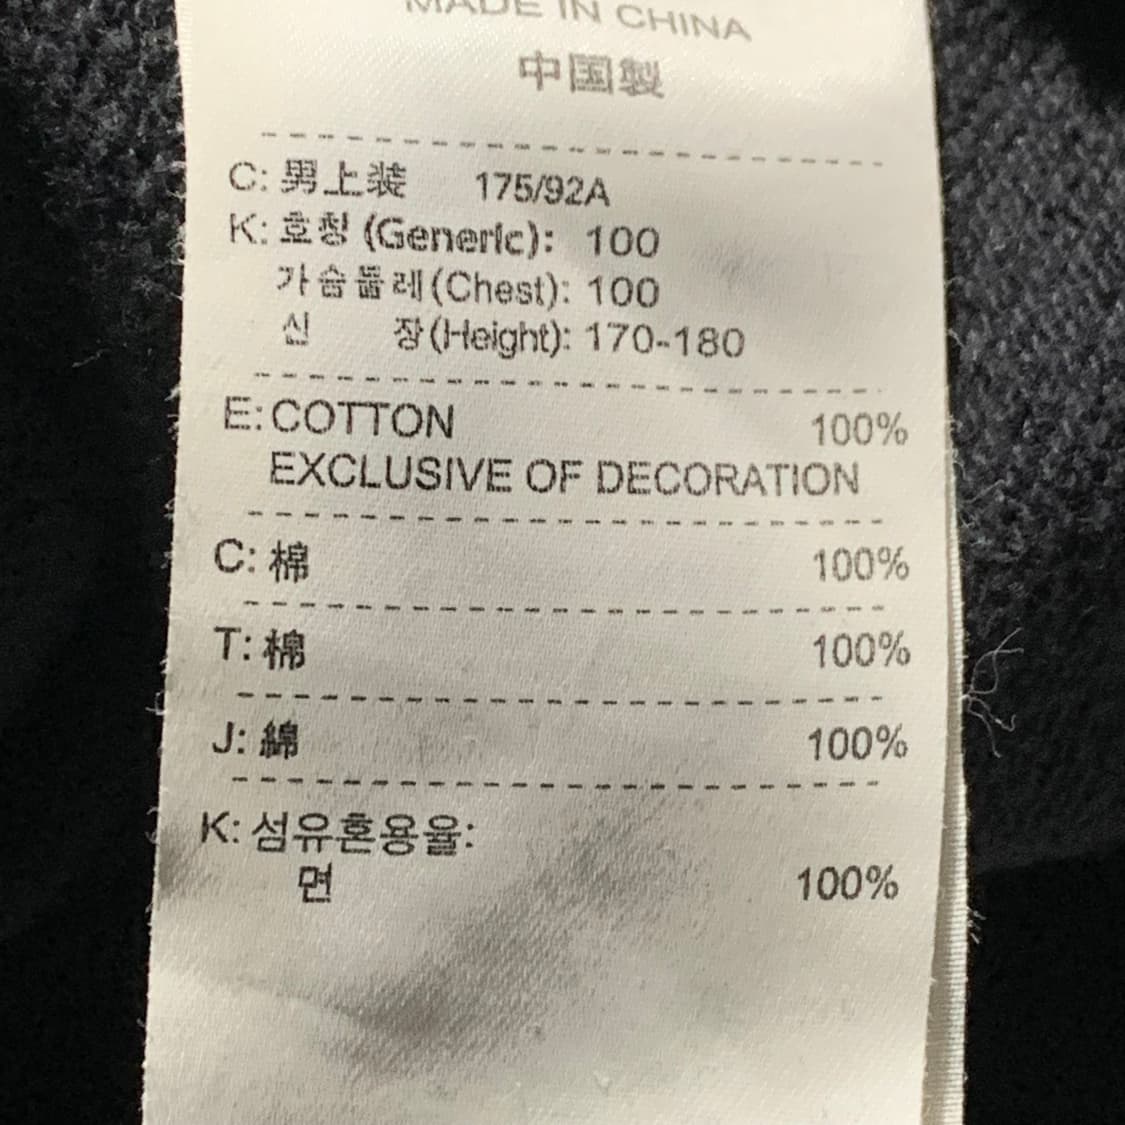 MADE IN CHINA
中国製
C: 男上装 175/92A
K: 호칭 (Generic): 100
가슴둘레(Chest): 100
신 장(Height): 170-180
E: COTTON 100%
EXCLUSIVE OF DECORATION
C: 棉 100%
T: 棉 100%
J: 綿 100%
K: 섬유혼용율:
면 100%